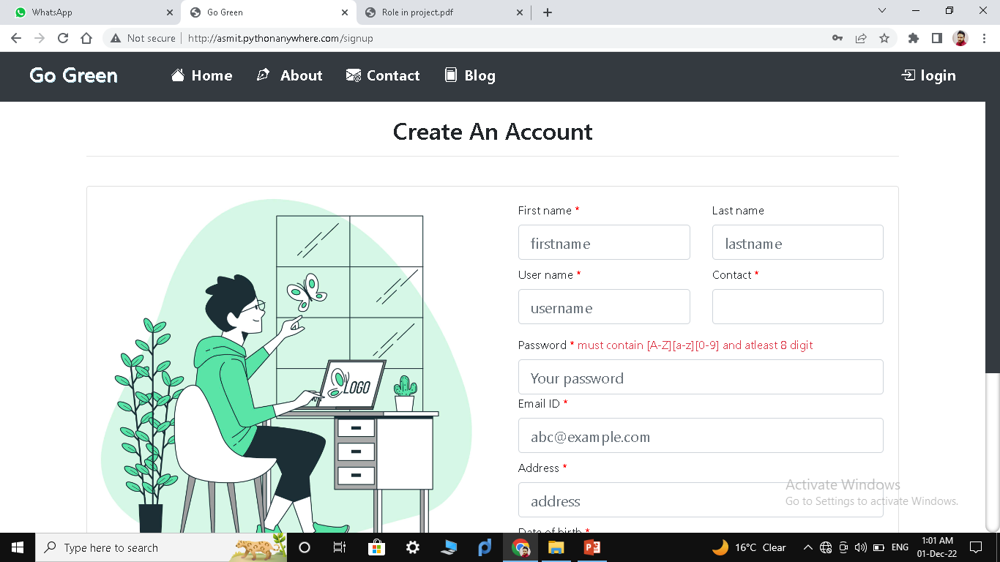 WhatsApp
Go Green
Role in project.pdf
Not secure
http://asmit.pythonanywhere.com/signup
Go Green
Home
About
Contact
Blog
login
Create An Account
First name *
Last name
firstname
lastname
User name *
Contact *
username
Password * must contain [A-Z][a-z][0-9] and atleast 8 digit
Your password
Email ID *
abc@example.com
Address *
address
Date of birth *
LOGO
Activate Windows
Go to Settings to activate Windows.
Type here to search
16°C Clear
ENG
1:01 AM
01-Dec-22